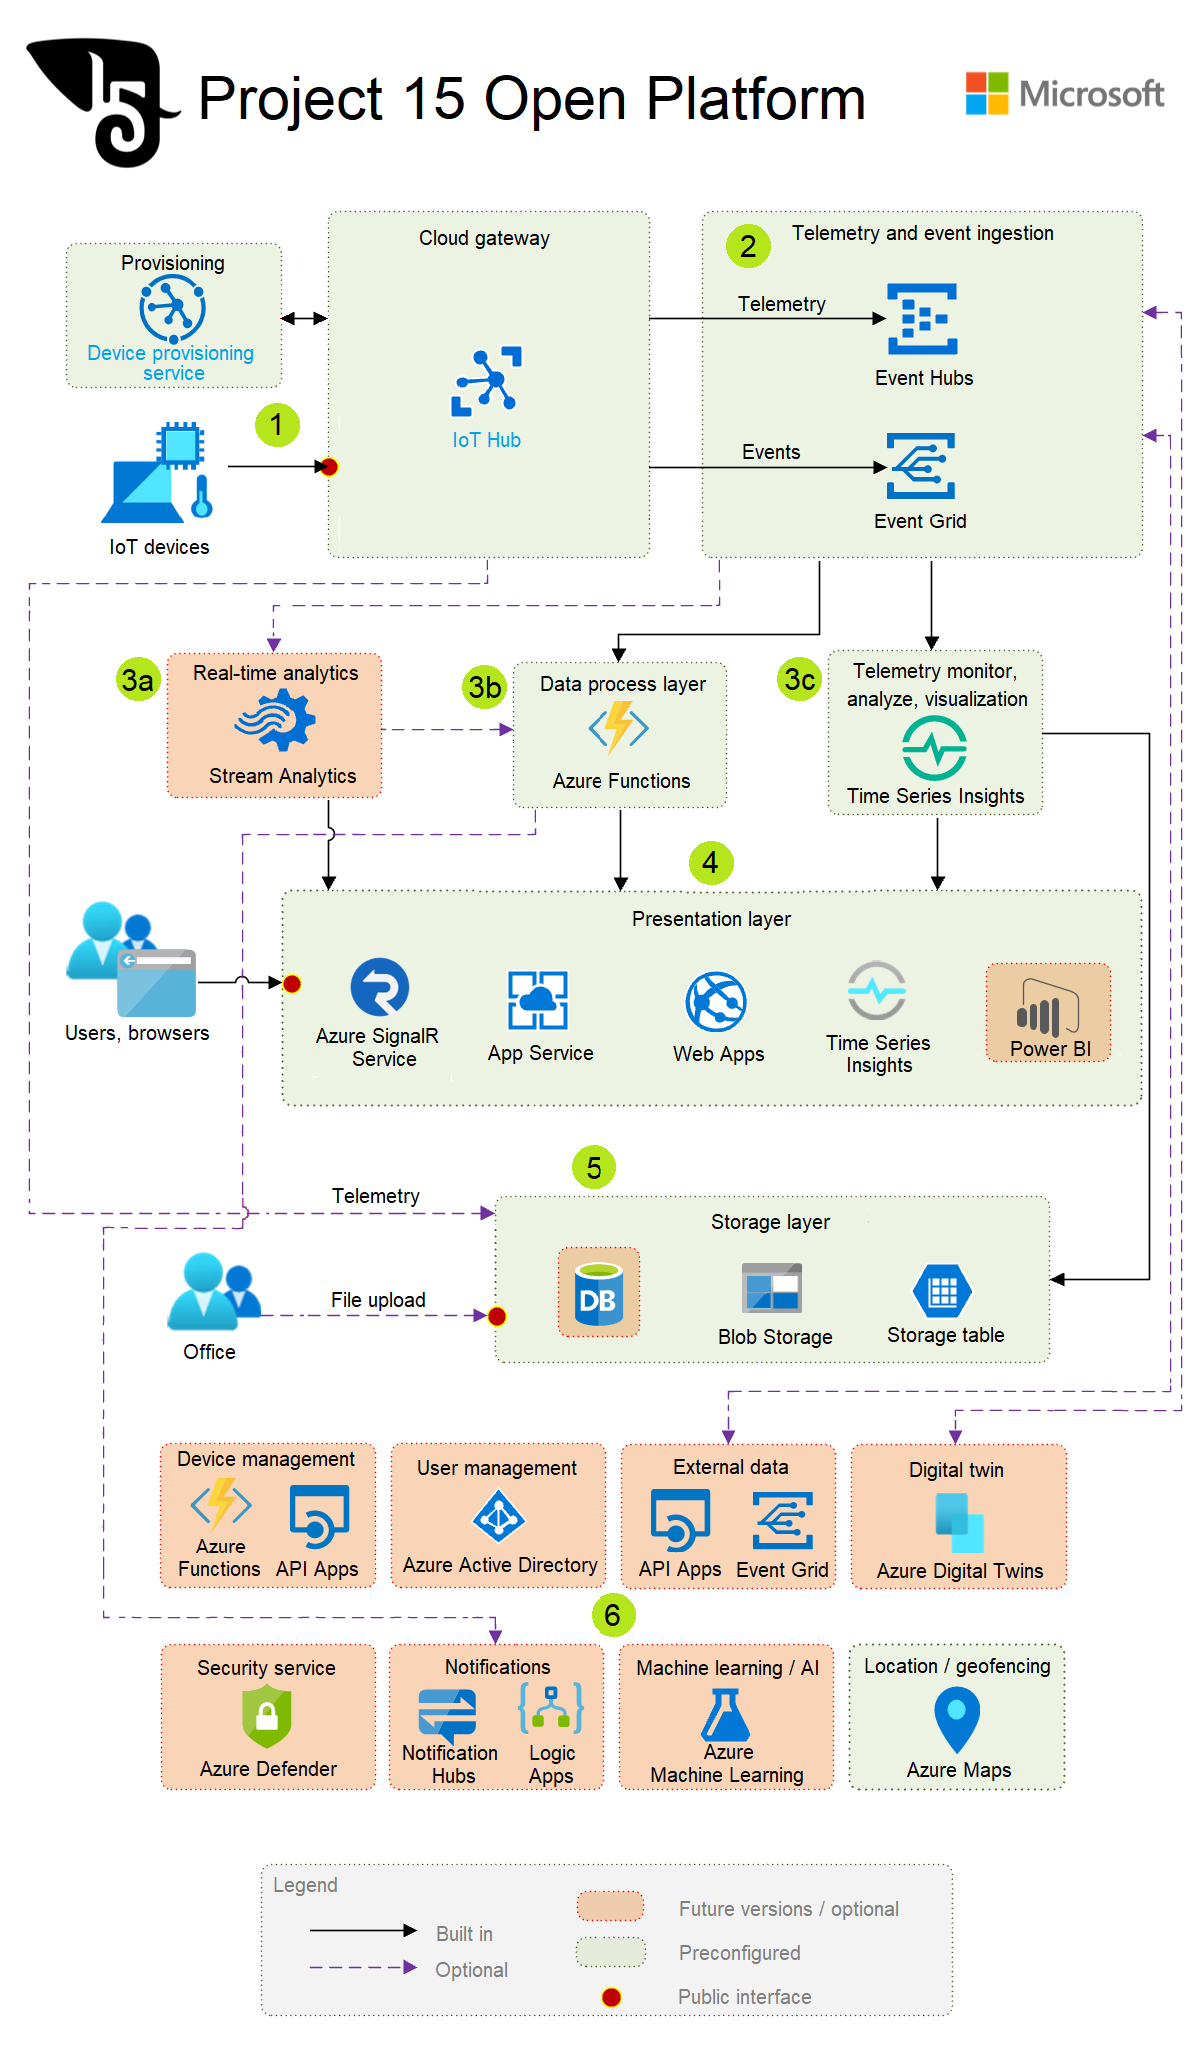 15
Project 15 Open Platform
Microsoft
Cloud gateway
2
Telemetry and event ingestion
Provisioning
Device provisioning
service
Telemetry
Event Hubs
1
IoT Hub
Events
IoT devices
Event Grid
3a
Real-time analytics
Stream Analytics
3b
Data process layer
Azure Functions
3c
Telemetry monitor,
analyze, visualization
Time Series Insights
4
Presentation layer
Users, browsers
Azure SignalR
Service
App Service
Web Apps
Time Series
Insights
Power BI
5
Telemetry
Storage layer
File upload
Office
DB
Blob Storage
Storage table
Device management
Azure
Functions
API Apps
User management
Azure Active Directory
External data
API Apps
Event Grid
Digital twin
Azure Digital Twins
6
Security service
Azure Defender
Notifications
Notification
Hubs
Logic
Apps
Machine learning / AI
Azure
Machine Learning
Location / geofencing
Azure Maps
Legend
Built in
Optional
Future versions / optional
Preconfigured
Public interface